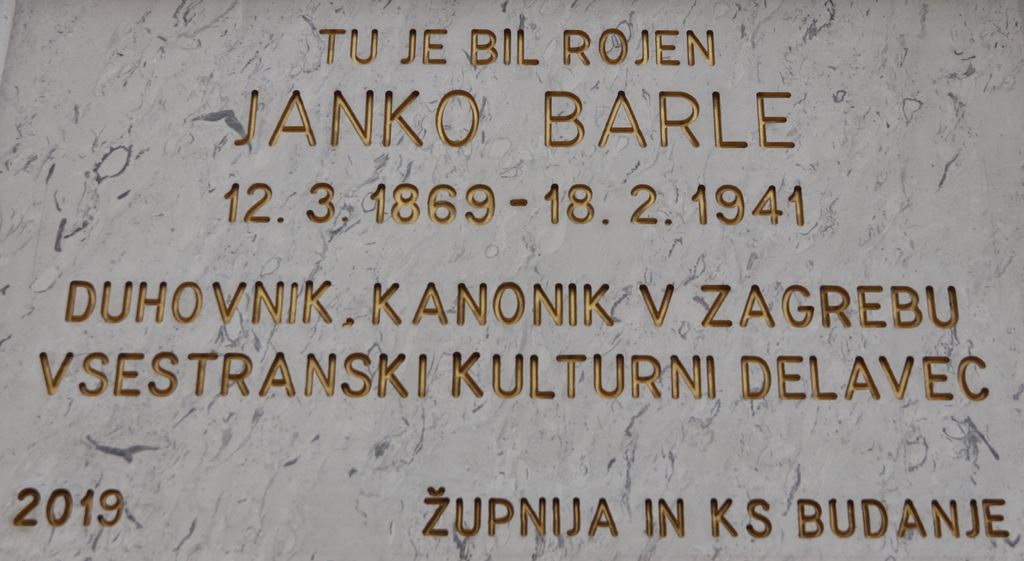 TU JE BIL ROJEN
JANKO BARLE
12. 3. 1869 - 18. 2. 1941
DUHOVNIK, KANONIK V ZAGREBU
VSESTRANSKI KULTURNI DELAVEC
2019 ŽUPNIJA IN KS BUDANJE